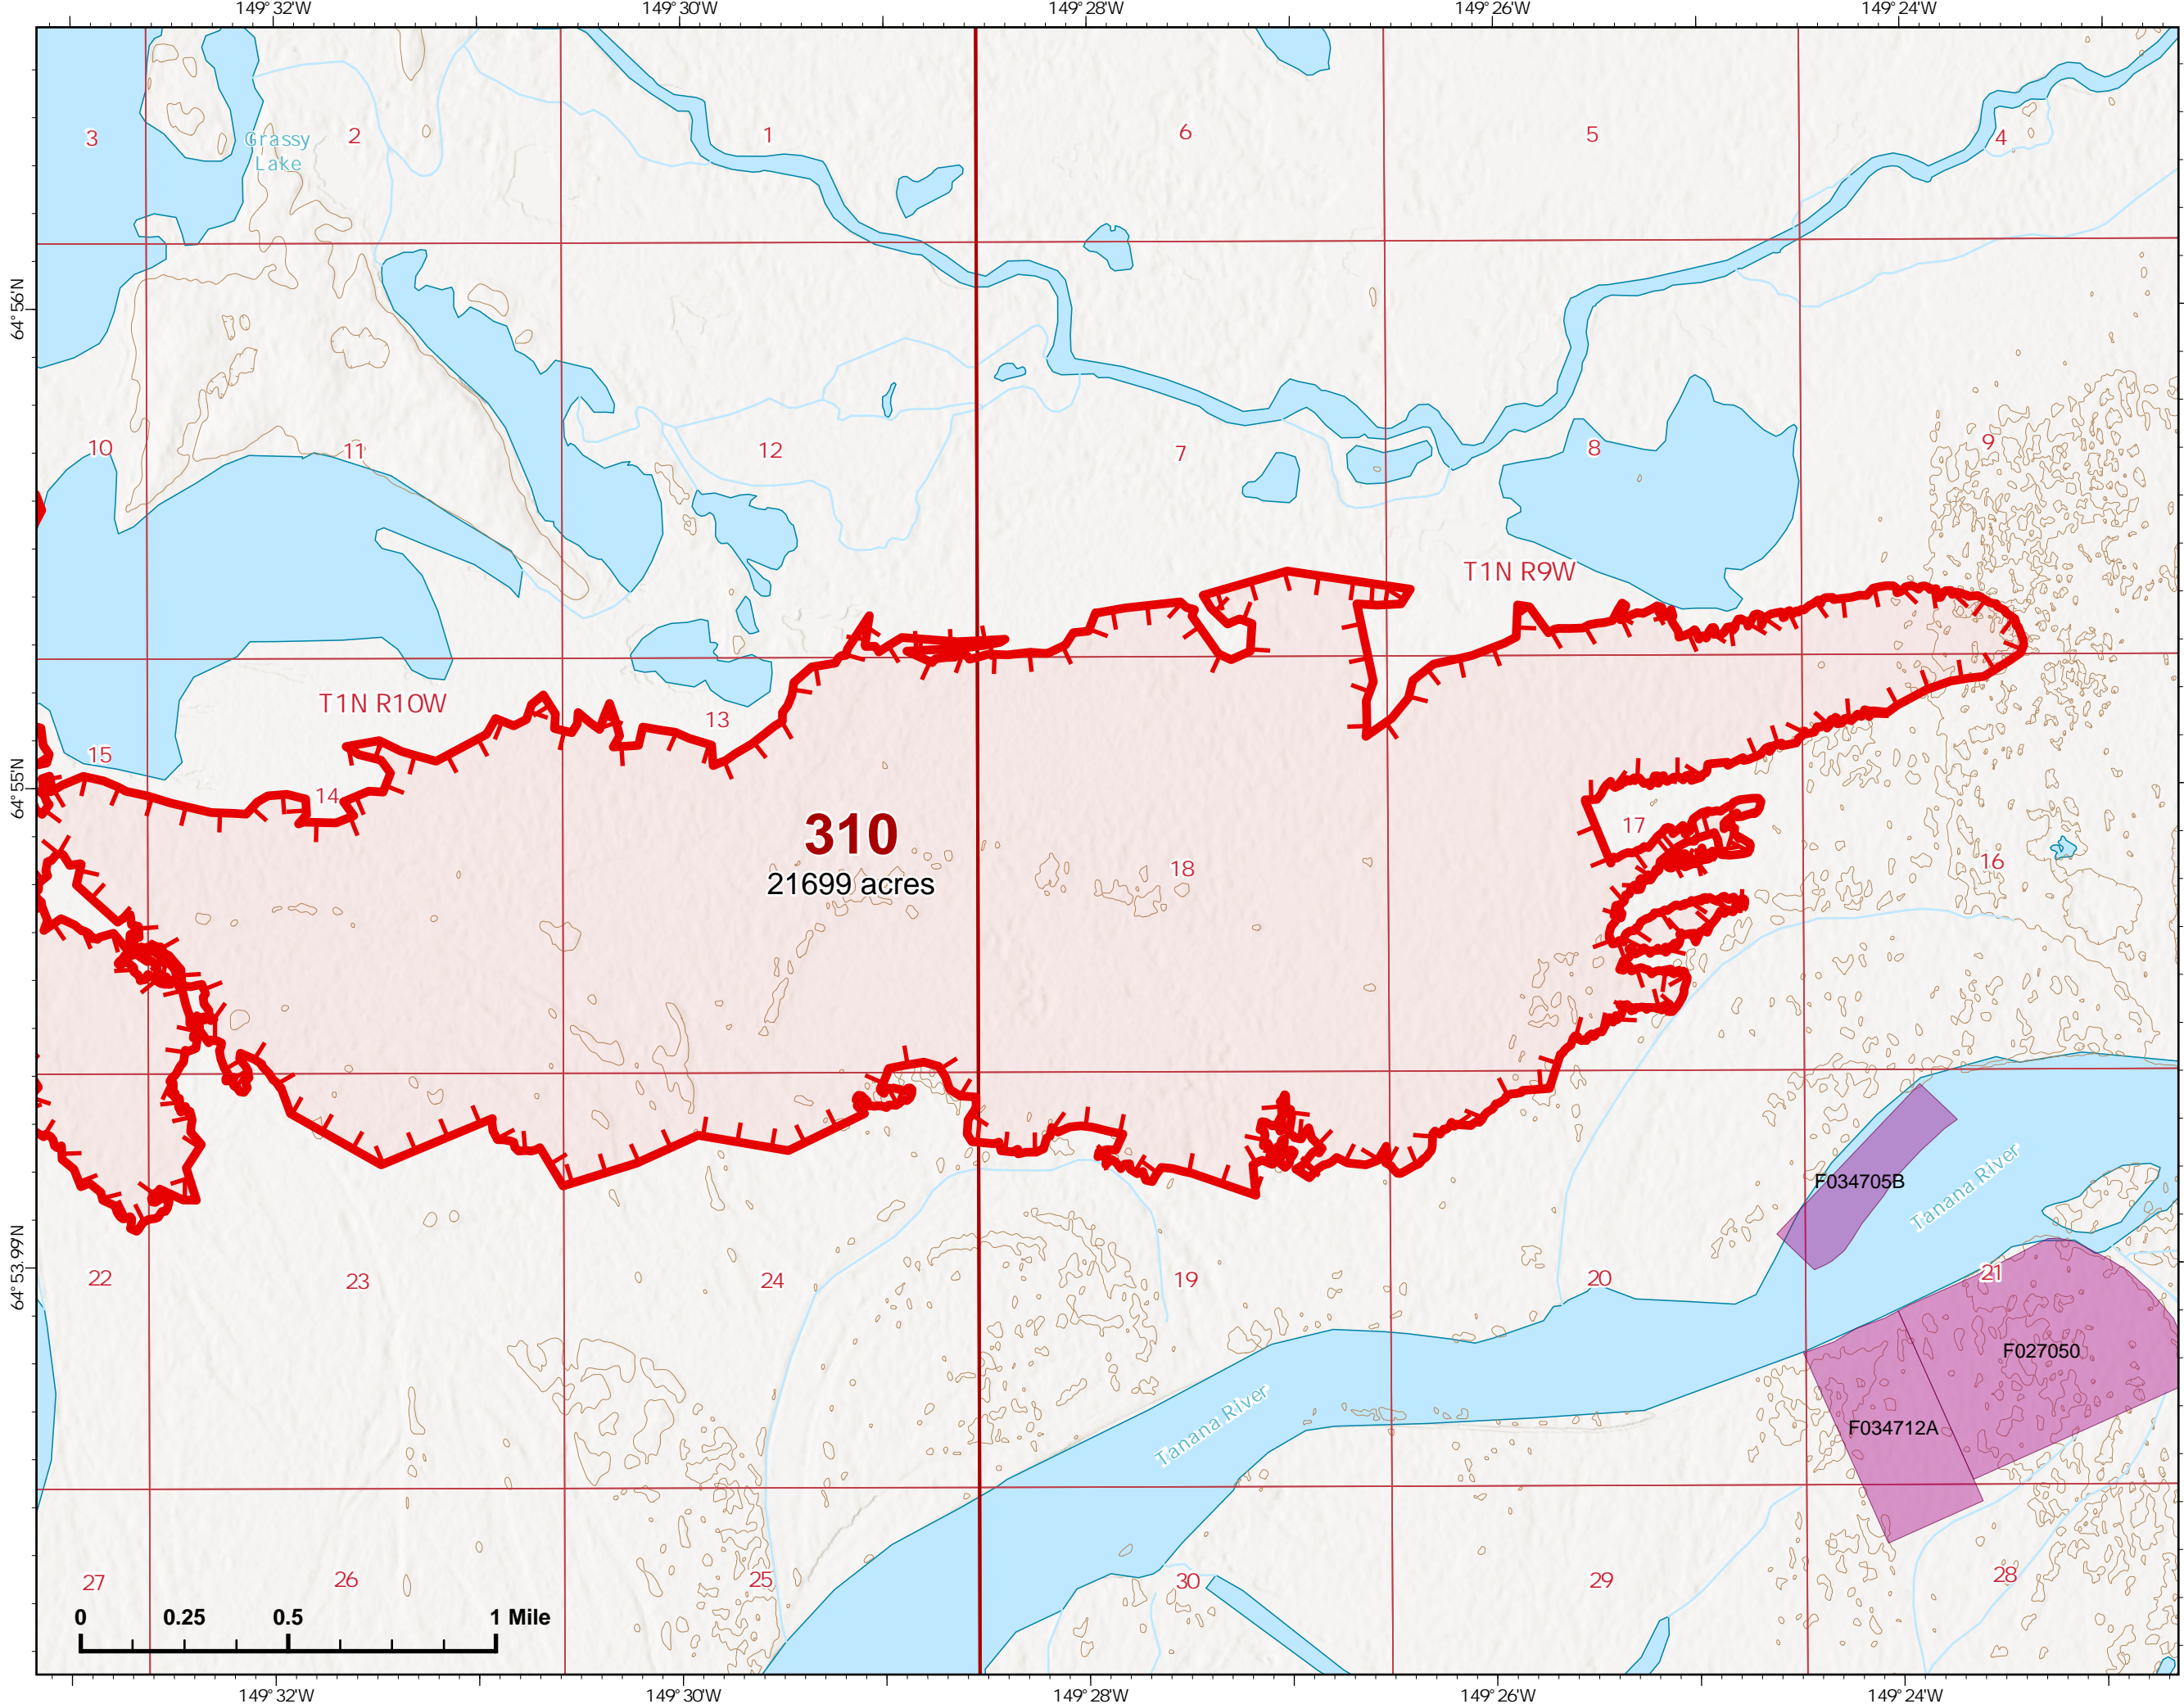 149°32'W 149°30'W 149°28'W 149°26'W 149°24'W
3 2 1 6 5 4
Grassy
Lake
64°56'N
10 11 12 7 8 9
T1N R9W
T1N R10W
13
15
14
64°55'N
310
21699 acres
17
18
16
F034705B
Tanana River
64°53.99'N
22 23 24 19 20 21
F027050
F034712A
Tanana River
27 26 25 30 29 28
0 0.25 0.5 1 Mile
149°32'W 149°30'W 149°28'W 149°26'W 149°24'W